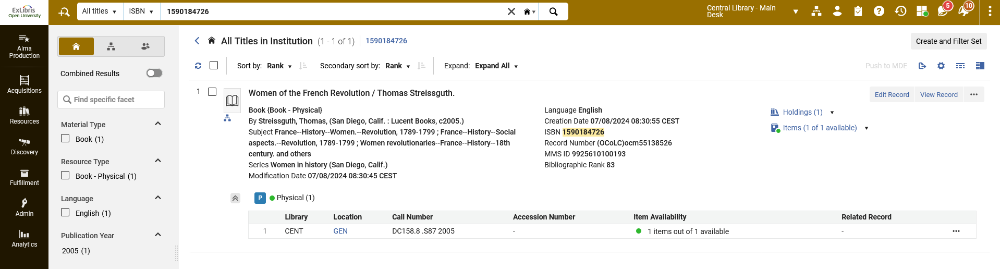 ExLibris
Open University
All titles
ISBN
1590184726
Central Library - Main Desk
5
10
Alma Production
Acquisitions
Resources
Discovery
Fulfillment
Admin
Analytics
Combined Results
Find specific facet
Material Type
Book (1)
Resource Type
Book - Physical (1)
Language
English (1)
Publication Year
2005 (1)
All Titles in Institution (1 - 1 of 1) 1590184726
Create and Filter Set
Sort by: Rank Secondary sort by: Rank Expand: Expand All
Push to MDE
1
Women of the French Revolution / Thomas Streissguth.
Edit Record View Record
Book {Book - Physical}
By Streissguth, Thomas, (San Diego, Calif. : Lucent Books, c2005.)
Subject France--History--Women.--Revolution, 1789-1799 ; France--History--Social
aspects.--Revolution, 1789-1799 ; Women revolutionaries--France--History--18th
century. and others
Series Women in history (San Diego, Calif.)
Modification Date 07/08/2024 08:30:45 CEST
Language English
Creation Date 07/08/2024 08:30:55 CEST
ISBN 1590184726
Record Number (OCoLC)ocm55138526
MMS ID 9925610100193
Bibliographic Rank 83
Holdings (1)
Items (1 of 1 available)
P Physical (1)
Library Location Call Number Accession Number Item Availability Related Record
1 CENT GEN DC158.8 .S87 2005 - 1 items out of 1 available -